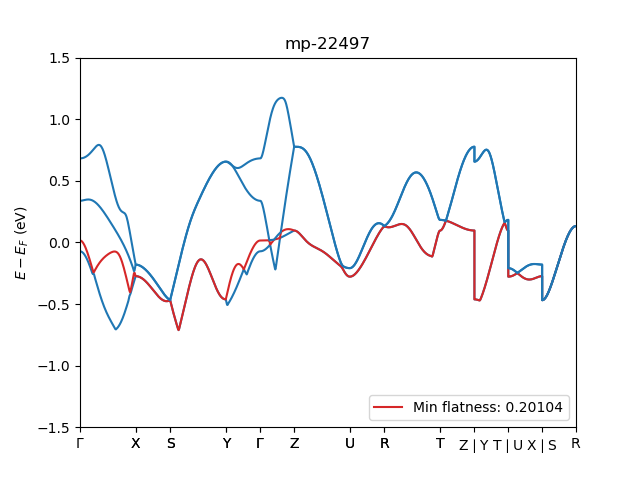 mp-22497
E − E_F (eV)
1.5
1.0
0.5
0.0
−0.5
−1.0
−1.5
Min flatness: 0.20104
Γ X S Y Γ Z U R T Z | Y T | U X | S R